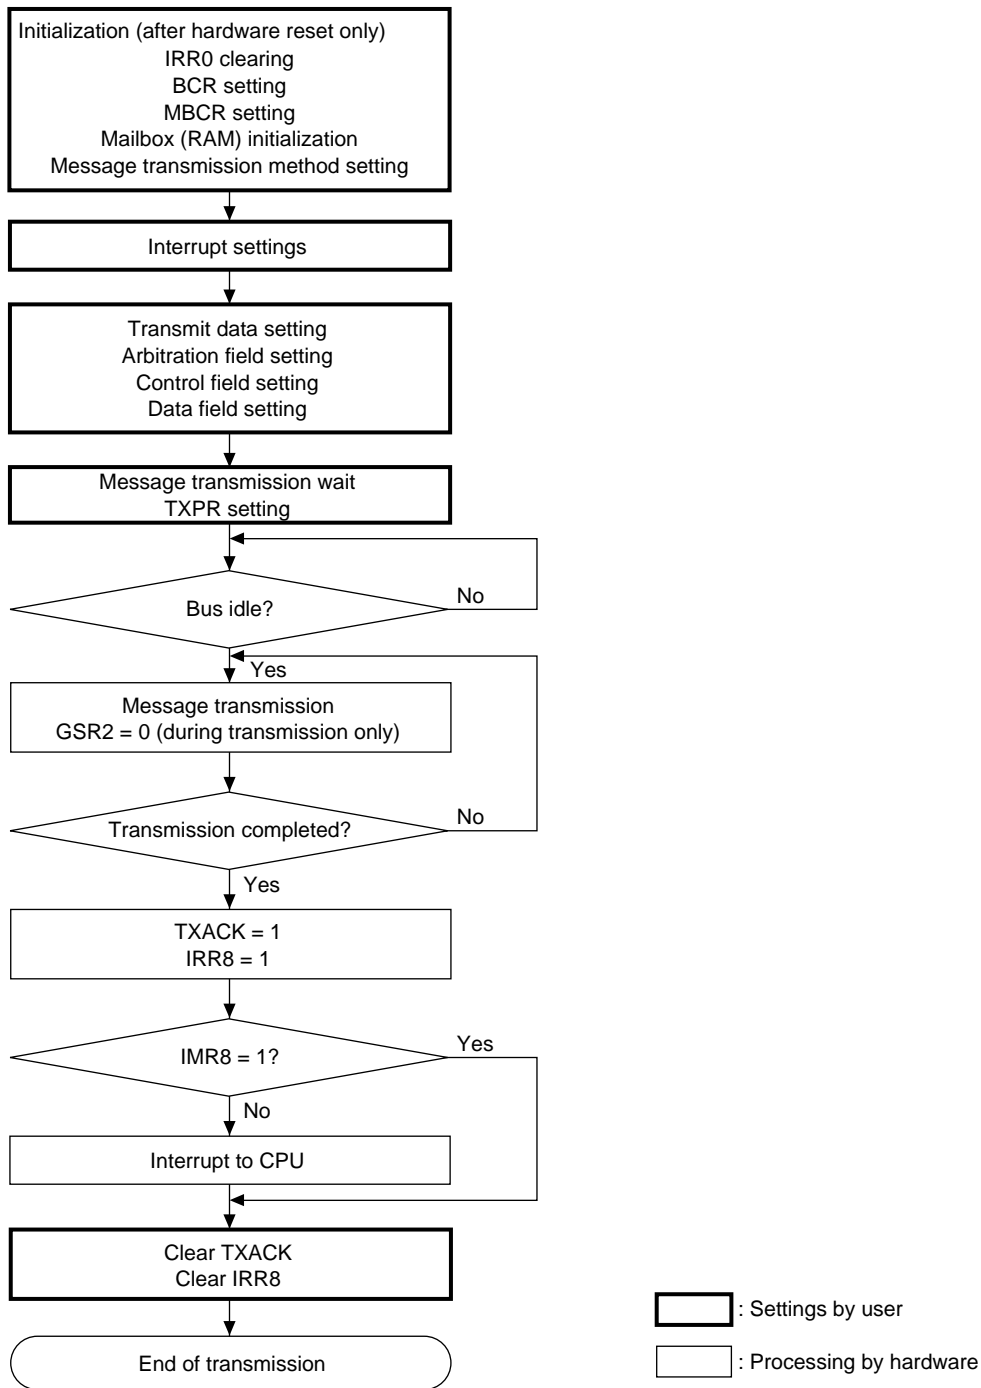 Initialization (after hardware reset only)
IRR0 clearing
BCR setting
MBCR setting
Mailbox (RAM) initialization
Message transmission method setting
Interrupt settings
Transmit data setting
Arbitration field setting
Control field setting
Data field setting
Message transmission wait
TXPR setting
Bus idle?
No
Yes
Message transmission
GSR2 = 0 (during transmission only)
Transmission completed?
No
Yes
TXACK = 1
IRR8 = 1
IMR8 = 1?
Yes
No
Interrupt to CPU
Clear TXACK
Clear IRR8
End of transmission
: Settings by user
: Processing by hardware